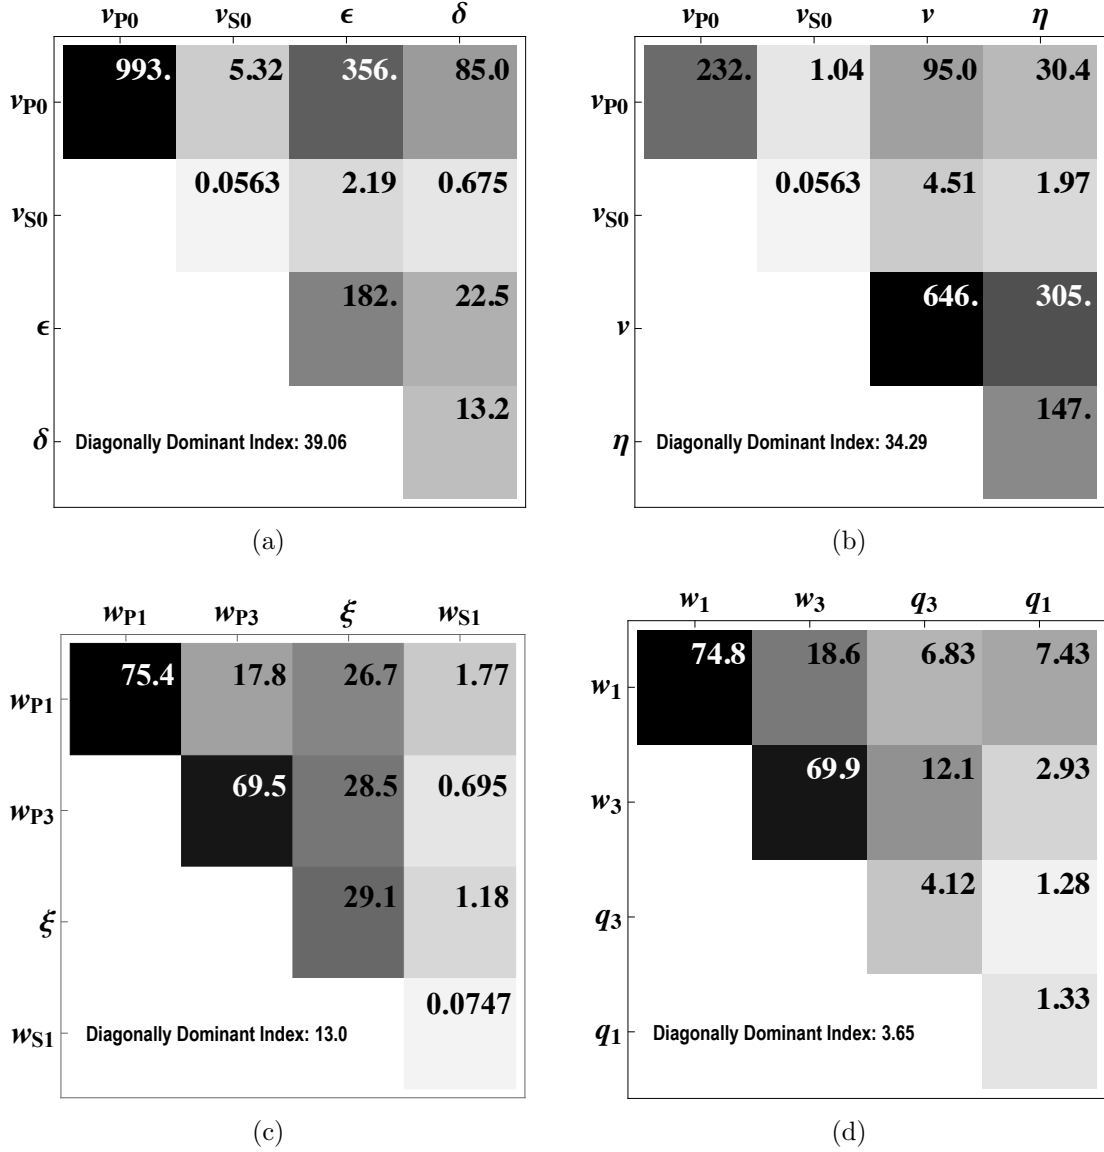 v_P0 v_S0 ϵ δ
v_P0 993. 5.32 356. 85.0
v_S0 0.0563 2.19 0.675
ϵ 182. 22.5
δ 13.2
Diagonally Dominant Index: 39.06
(a)
v_P0 v_S0 ν η
v_P0 232. 1.04 95.0 30.4
v_S0 0.0563 4.51 1.97
ν 646. 305.
η 147.
Diagonally Dominant Index: 34.29
(b)
w_P1 w_P3 ξ w_S1
w_P1 75.4 17.8 26.7 1.77
w_P3 69.5 28.5 0.695
ξ 29.1 1.18
w_S1 0.0747
Diagonally Dominant Index: 13.0
(c)
w_1 w_3 q_3 q_1
w_1 74.8 18.6 6.83 7.43
w_3 69.9 12.1 2.93
q_3 4.12 1.28
q_1 1.33
Diagonally Dominant Index: 3.65
(d)